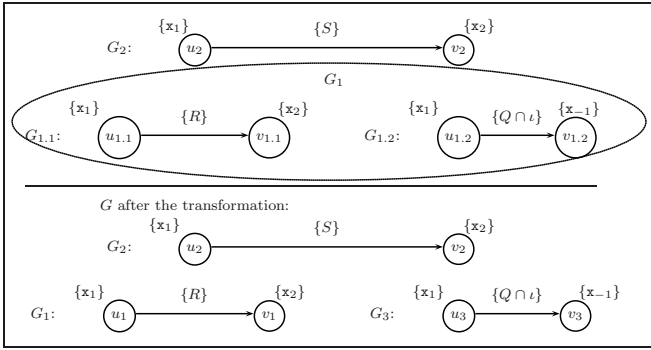 {x₁} {S} {x₂}
G₂: u₂ v₂
G₁
{x₁} {R} {x₂} {x₁} {Q ∩ ι} {x₋₁}
G₁.₁: u₁.₁ v₁.₁ G₁.₂: u₁.₂ v₁.₂
G after the transformation:
{x₁} {S} {x₂}
G₂: u₂ v₂
{x₁} {R} {x₂} {x₁} {Q ∩ ι} {x₋₁}
G₁: u₁ v₁ G₃: u₃ v₃